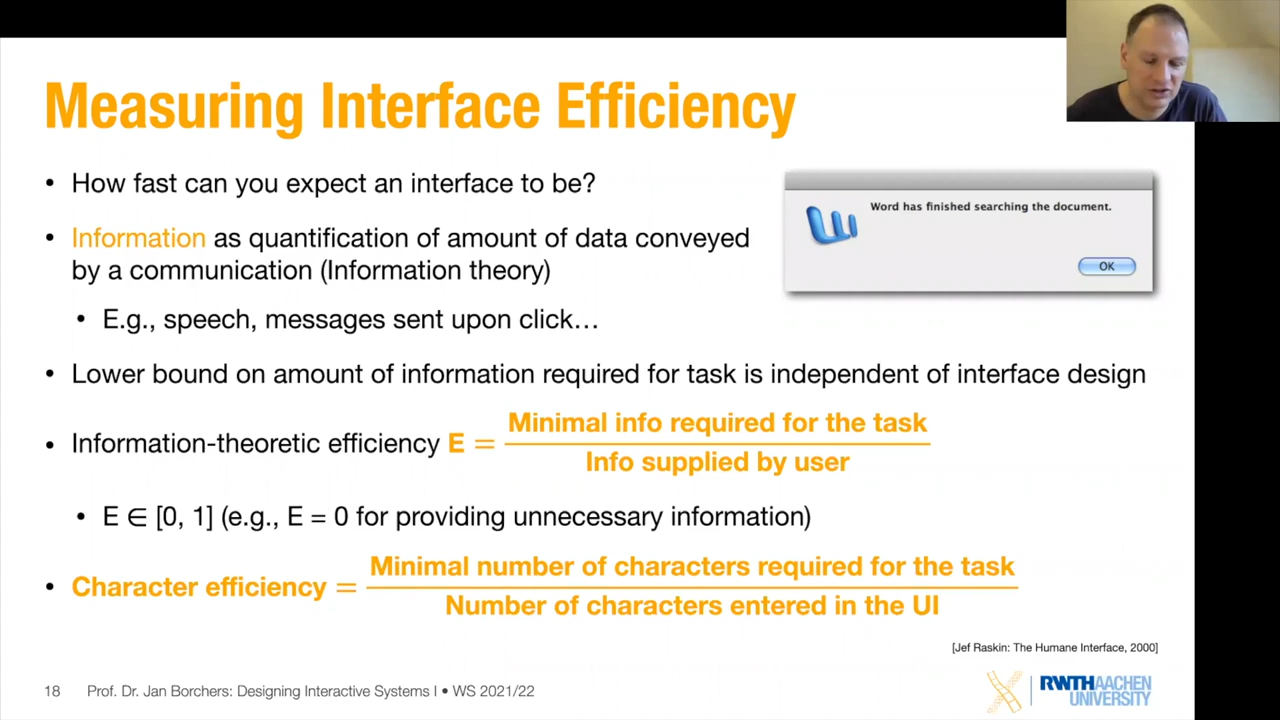 Measuring Interface Efficiency
• How fast can you expect an interface to be?
Word has finished searching the document.
OK
• Information as quantification of amount of data conveyed
by a communication (Information theory)
• E.g., speech, messages sent upon click…
• Lower bound on amount of information required for task is independent of interface design
• Information-theoretic efficiency E = Minimal info required for the task
Info supplied by user
• E ∈ [0, 1] (e.g., E = 0 for providing unnecessary information)
• Character efficiency = Minimal number of characters required for the task
Number of characters entered in the UI
[Jef Raskin: The Humane Interface, 2000]
18 Prof. Dr. Jan Borchers: Designing Interactive Systems I • WS 2021/22
RWTHAACHEN
UNIVERSITY